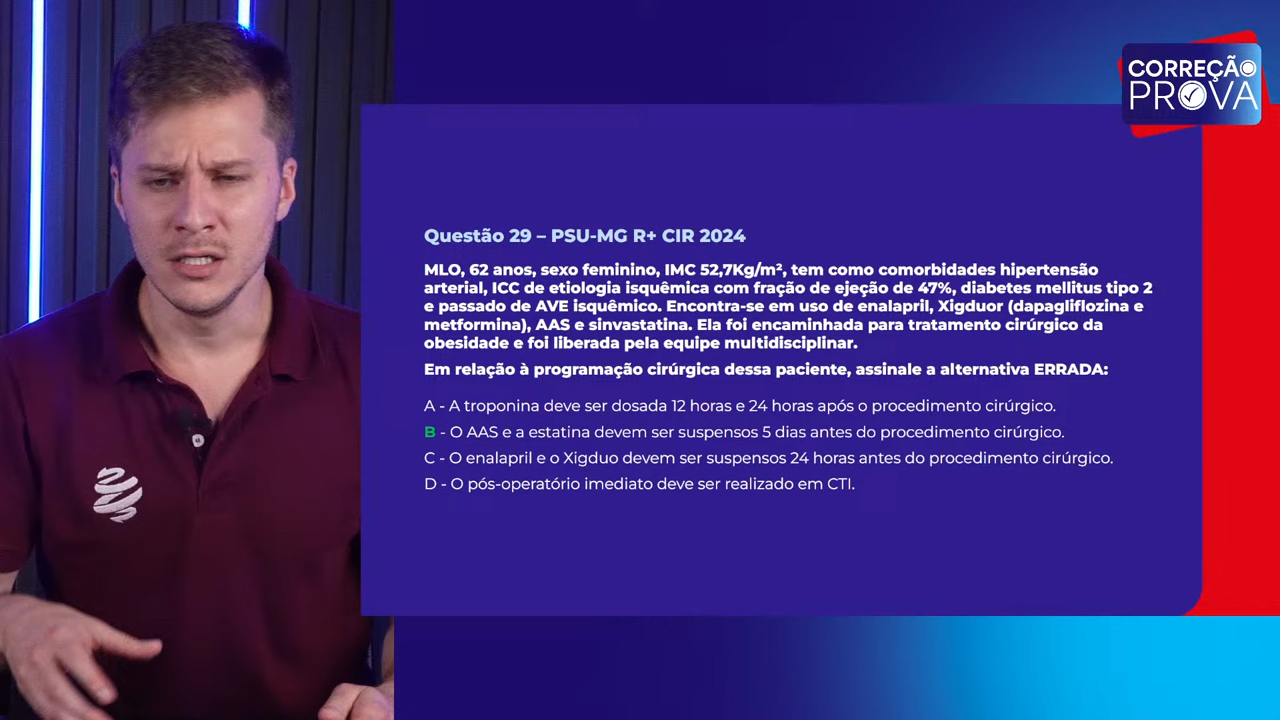 CORREÇÃO
PROVA
Questão 29 – PSU-MG R+ CIR 2024
MLO, 62 anos, sexo feminino, IMC 52,7Kg/m², tem como comorbidades hipertensão
arterial, ICC de etiologia isquêmica com fração de ejeção de 47%, diabetes mellitus tipo 2
e passado de AVE isquêmico. Encontra-se em uso de enalapril, Xigduor (dapagliflozina e
metformina), AAS e sinvastatina. Ela foi encaminhada para tratamento cirúrgico da
obesidade e foi liberada pela equipe multidisciplinar.
Em relação à programação cirúrgica dessa paciente, assinale a alternativa ERRADA:
A - A troponina deve ser dosada 12 horas e 24 horas após o procedimento cirúrgico.
B - O AAS e a estatina devem ser suspensos 5 dias antes do procedimento cirúrgico.
C - O enalapril e o Xigduo devem ser suspensos 24 horas antes do procedimento cirúrgico.
D - O pós-operatório imediato deve ser realizado em CTI.